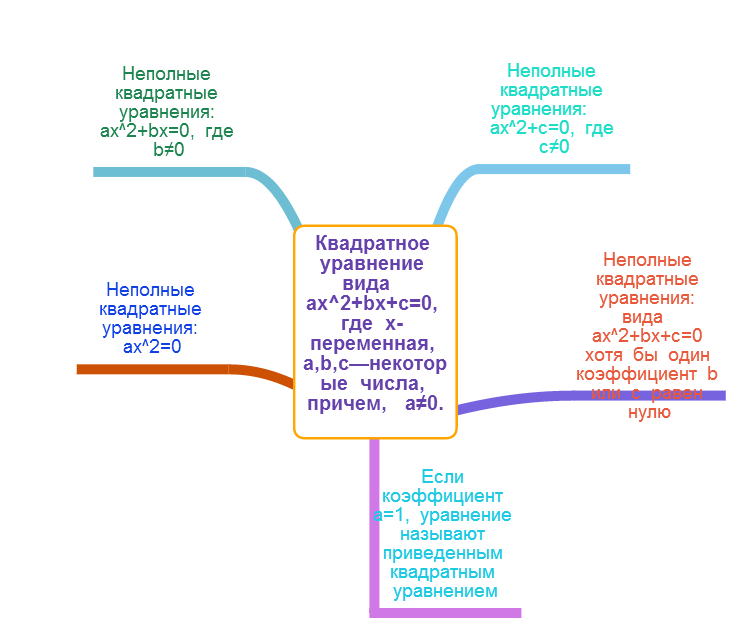 Неполные
квадратные
уравнения:
ax^2+bx=0, где
b≠0
Неполные
квадратные
уравнения:
ax^2+c=0, где
c≠0
Квадратное
уравнение
вида
ax^2+bx+c=0,
где x-
переменная,
a,b,c—некотор
ые числа,
причем, a≠0.
Неполные
квадратные
уравнения:
ax^2=0
Неполные
квадратные
уравнения:
вида
ax^2+bx+c=0
хотя бы один
коэффициент b
или c равен
нулю
Если
коэффициент
a=1, уравнение
называют
приведенным
квадратным
уравнением